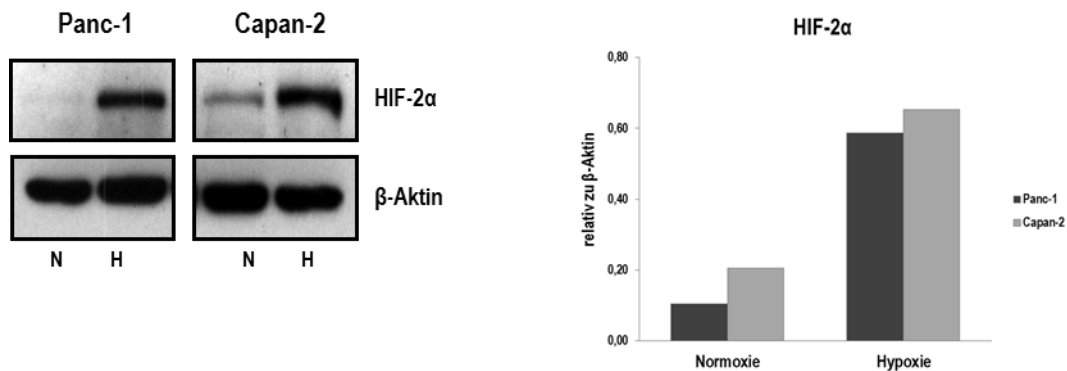 Panc-1 Capan-2
HIF-2α
β-Aktin
N H N H
HIF-2α
0,80
0,60
0,40
0,20
0,00
relativ zu β-Aktin
Normoxie Hypoxie
Panc-1
Capan-2